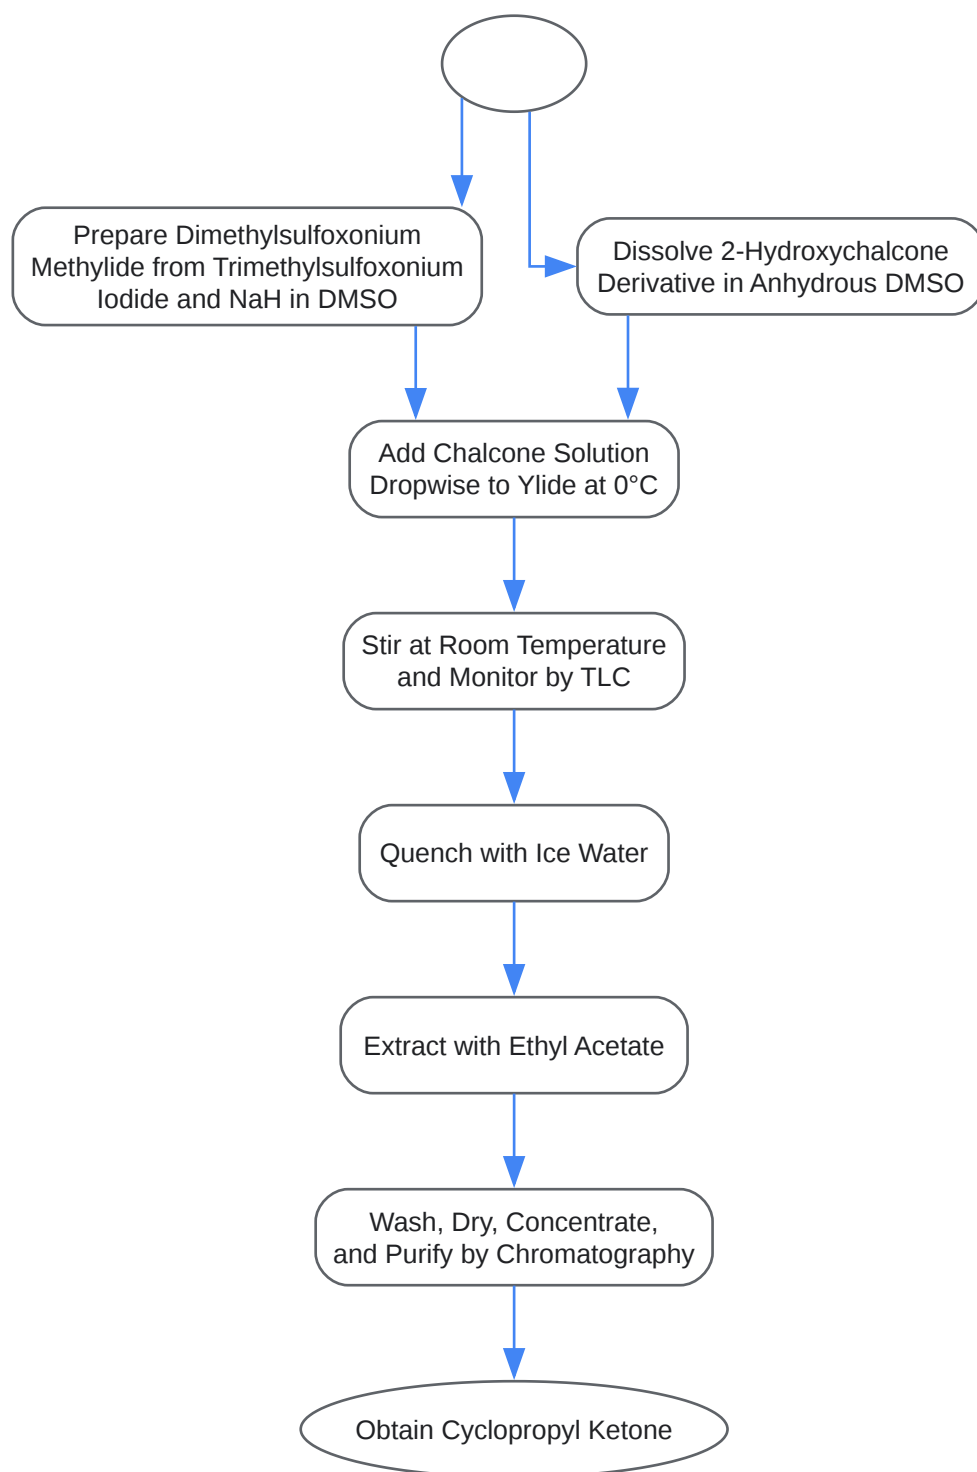 Prepare Dimethylsulfoxonium
Methylide from Trimethylsulfoxonium
Iodide and NaH in DMSO
Dissolve 2-Hydroxychalcone
Derivative in Anhydrous DMSO
Add Chalcone Solution
Dropwise to Ylide at 0°C
Stir at Room Temperature
and Monitor by TLC
Quench with Ice Water
Extract with Ethyl Acetate
Wash, Dry, Concentrate,
and Purify by Chromatography
Obtain Cyclopropyl Ketone